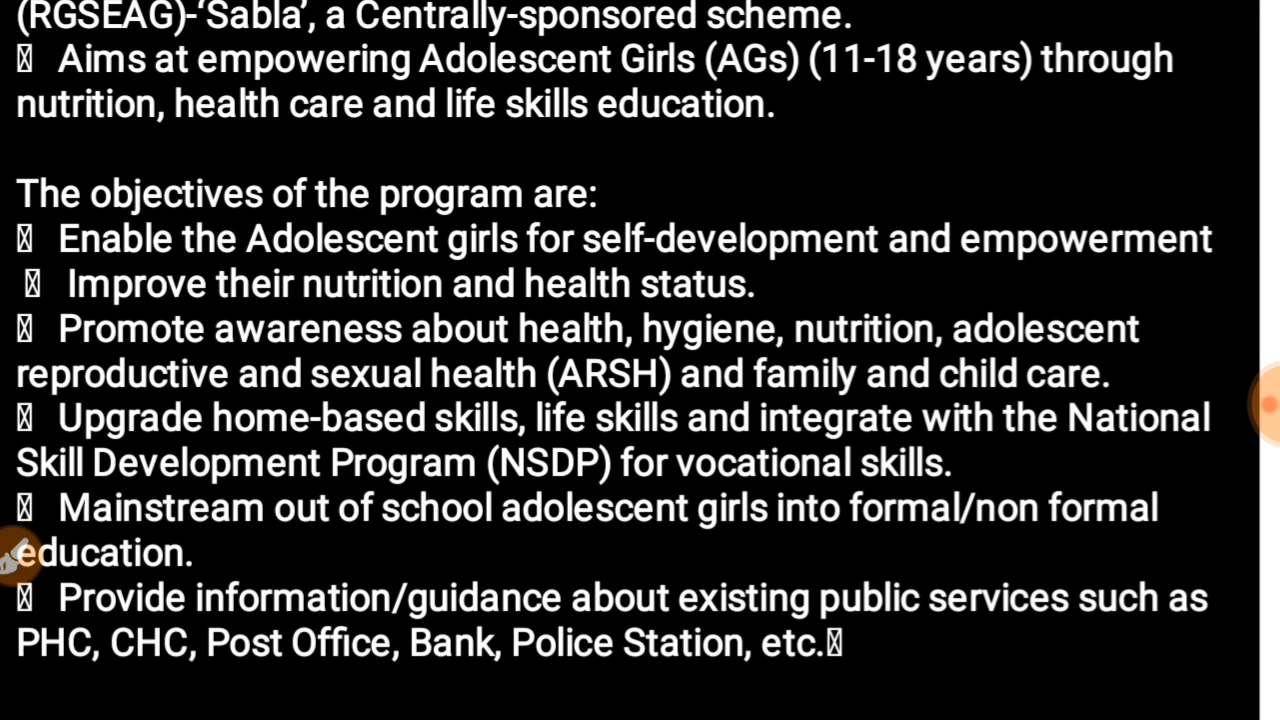 (RGSEAG)-‘Sabla’, a Centrally-sponsored scheme.
Aims at empowering Adolescent Girls (AGs) (11-18 years) through
nutrition, health care and life skills education.
The objectives of the program are:
Enable the Adolescent girls for self-development and empowerment
Improve their nutrition and health status.
Promote awareness about health, hygiene, nutrition, adolescent
reproductive and sexual health (ARSH) and family and child care.
Upgrade home-based skills, life skills and integrate with the National
Skill Development Program (NSDP) for vocational skills.
Mainstream out of school adolescent girls into formal/non formal
education.
Provide information/guidance about existing public services such as
PHC, CHC, Post Office, Bank, Police Station, etc.